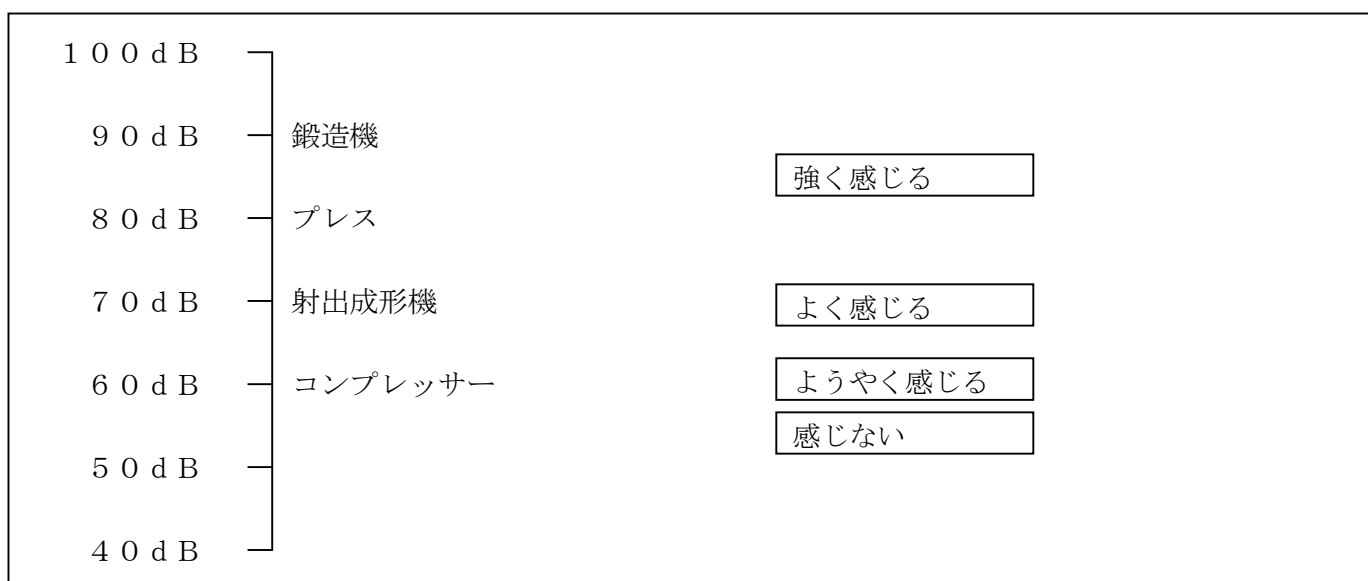 １００ｄＢ
９０ｄＢ 鍛造機
強く感じる
８０ｄＢ プレス
７０ｄＢ 射出成形機 よく感じる
６０ｄＢ コンプレッサー ようやく感じる
感じない
５０ｄＢ
４０ｄＢ